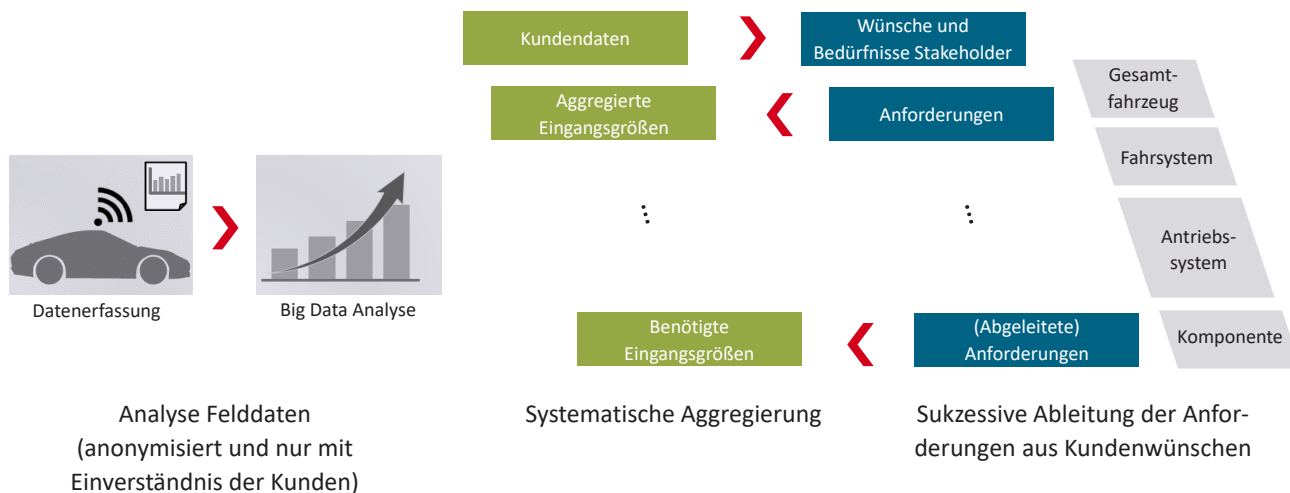 Kundendaten
Wünsche und
Bedürfnisse Stakeholder
Aggregierte
Eingangsgrößen
Anforderungen
Gesamt-
fahrzeug
Fahrsystem
...
...
Antriebs-
system
Datenerfassung
Big Data Analyse
Benötigte
Eingangsgrößen
(Abgeleitete)
Anforderungen
Komponente
Analyse Felddaten
(anonymisiert und nur mit
Einverständnis der Kunden)
Systematische Aggregierung
Sukzessive Ableitung der Anfor-
derungen aus Kundenwünschen